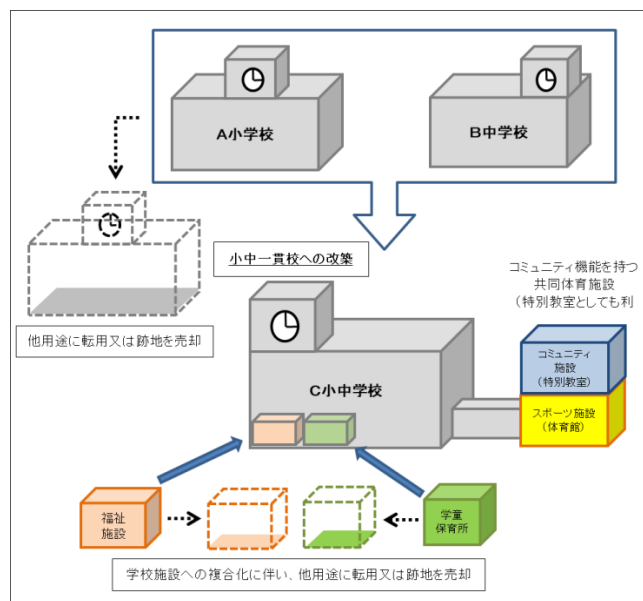 A小学校
B中学校
小中一貫校への改築
他用途に転用又は跡地を売却
コミュニティ機能を持つ
共同体育施設
(特別教室としても利
C小中学校
コミュニティ
施設
(特別教室)
スポーツ施設
(体育館)
福祉
施設
学童
保育所
学校施設への複合化に伴い、他用途に転用又は跡地を売却